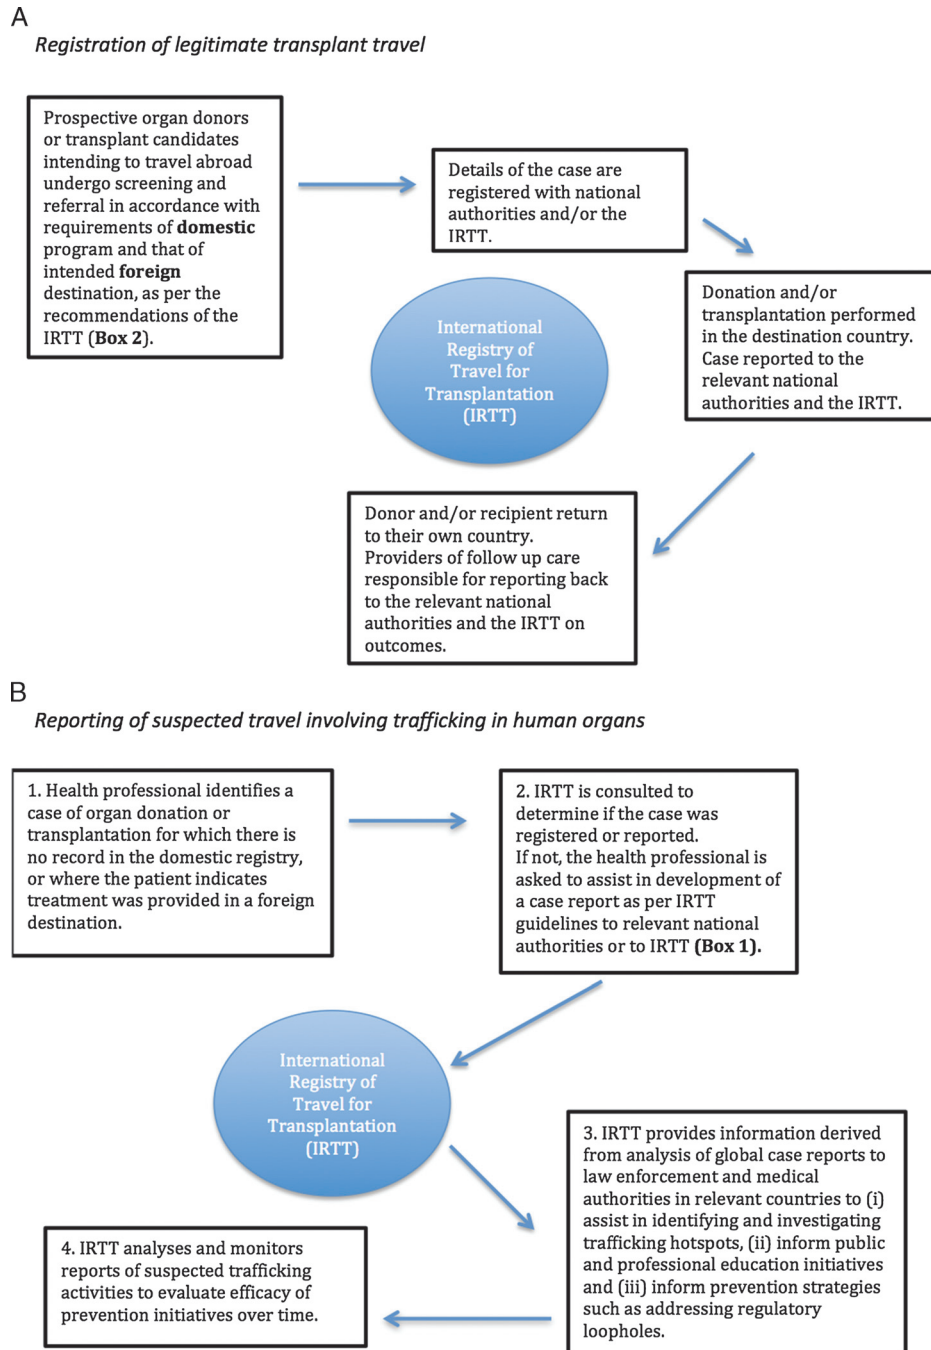 A
Registration of legitimate transplant travel
Prospective organ donors
or transplant candidates
intending to travel abroad
undergo screening and
referral in accordance with
requirements of domestic
program and that of
intended foreign
destination, as per the
recommendations of the
IRTT (Box 2).
Details of the case are
registered with national
authorities and/or the
IRTT.
Donation and/or
transplantation performed
in the destination country.
Case reported to the
relevant national
authorities and the IRTT.
International
Registry of
Travel for
Transplantation
(IRTT)
Donor and/or recipient return
to their own country.
Providers of follow up care
responsible for reporting back
to the relevant national
authorities and the IRTT on
outcomes.
B
Reporting of suspected travel involving trafficking in human organs
1. Health professional identifies a
case of organ donation or
transplantation for which there is
no record in the domestic registry,
or where the patient indicates
treatment was provided in a foreign
destination.
2. IRTT is consulted to
determine if the case was
registered or reported.
If not, the health professional is
asked to assist in development of
a case report as per IRTT
guidelines to relevant national
authorities or to IRTT (Box 1).
International
Registry of
Travel for
Transplantation
(IRTT)
3. IRTT provides information derived
from analysis of global case reports to
law enforcement and medical
authorities in relevant countries to (i)
assist in identifying and investigating
trafficking hotspots, (ii) inform public
and professional education initiatives
and (iii) inform prevention strategies
such as addressing regulatory
loopholes.
4. IRTT analyses and monitors
reports of suspected trafficking
activities to evaluate efficacy of
prevention initiatives over time.